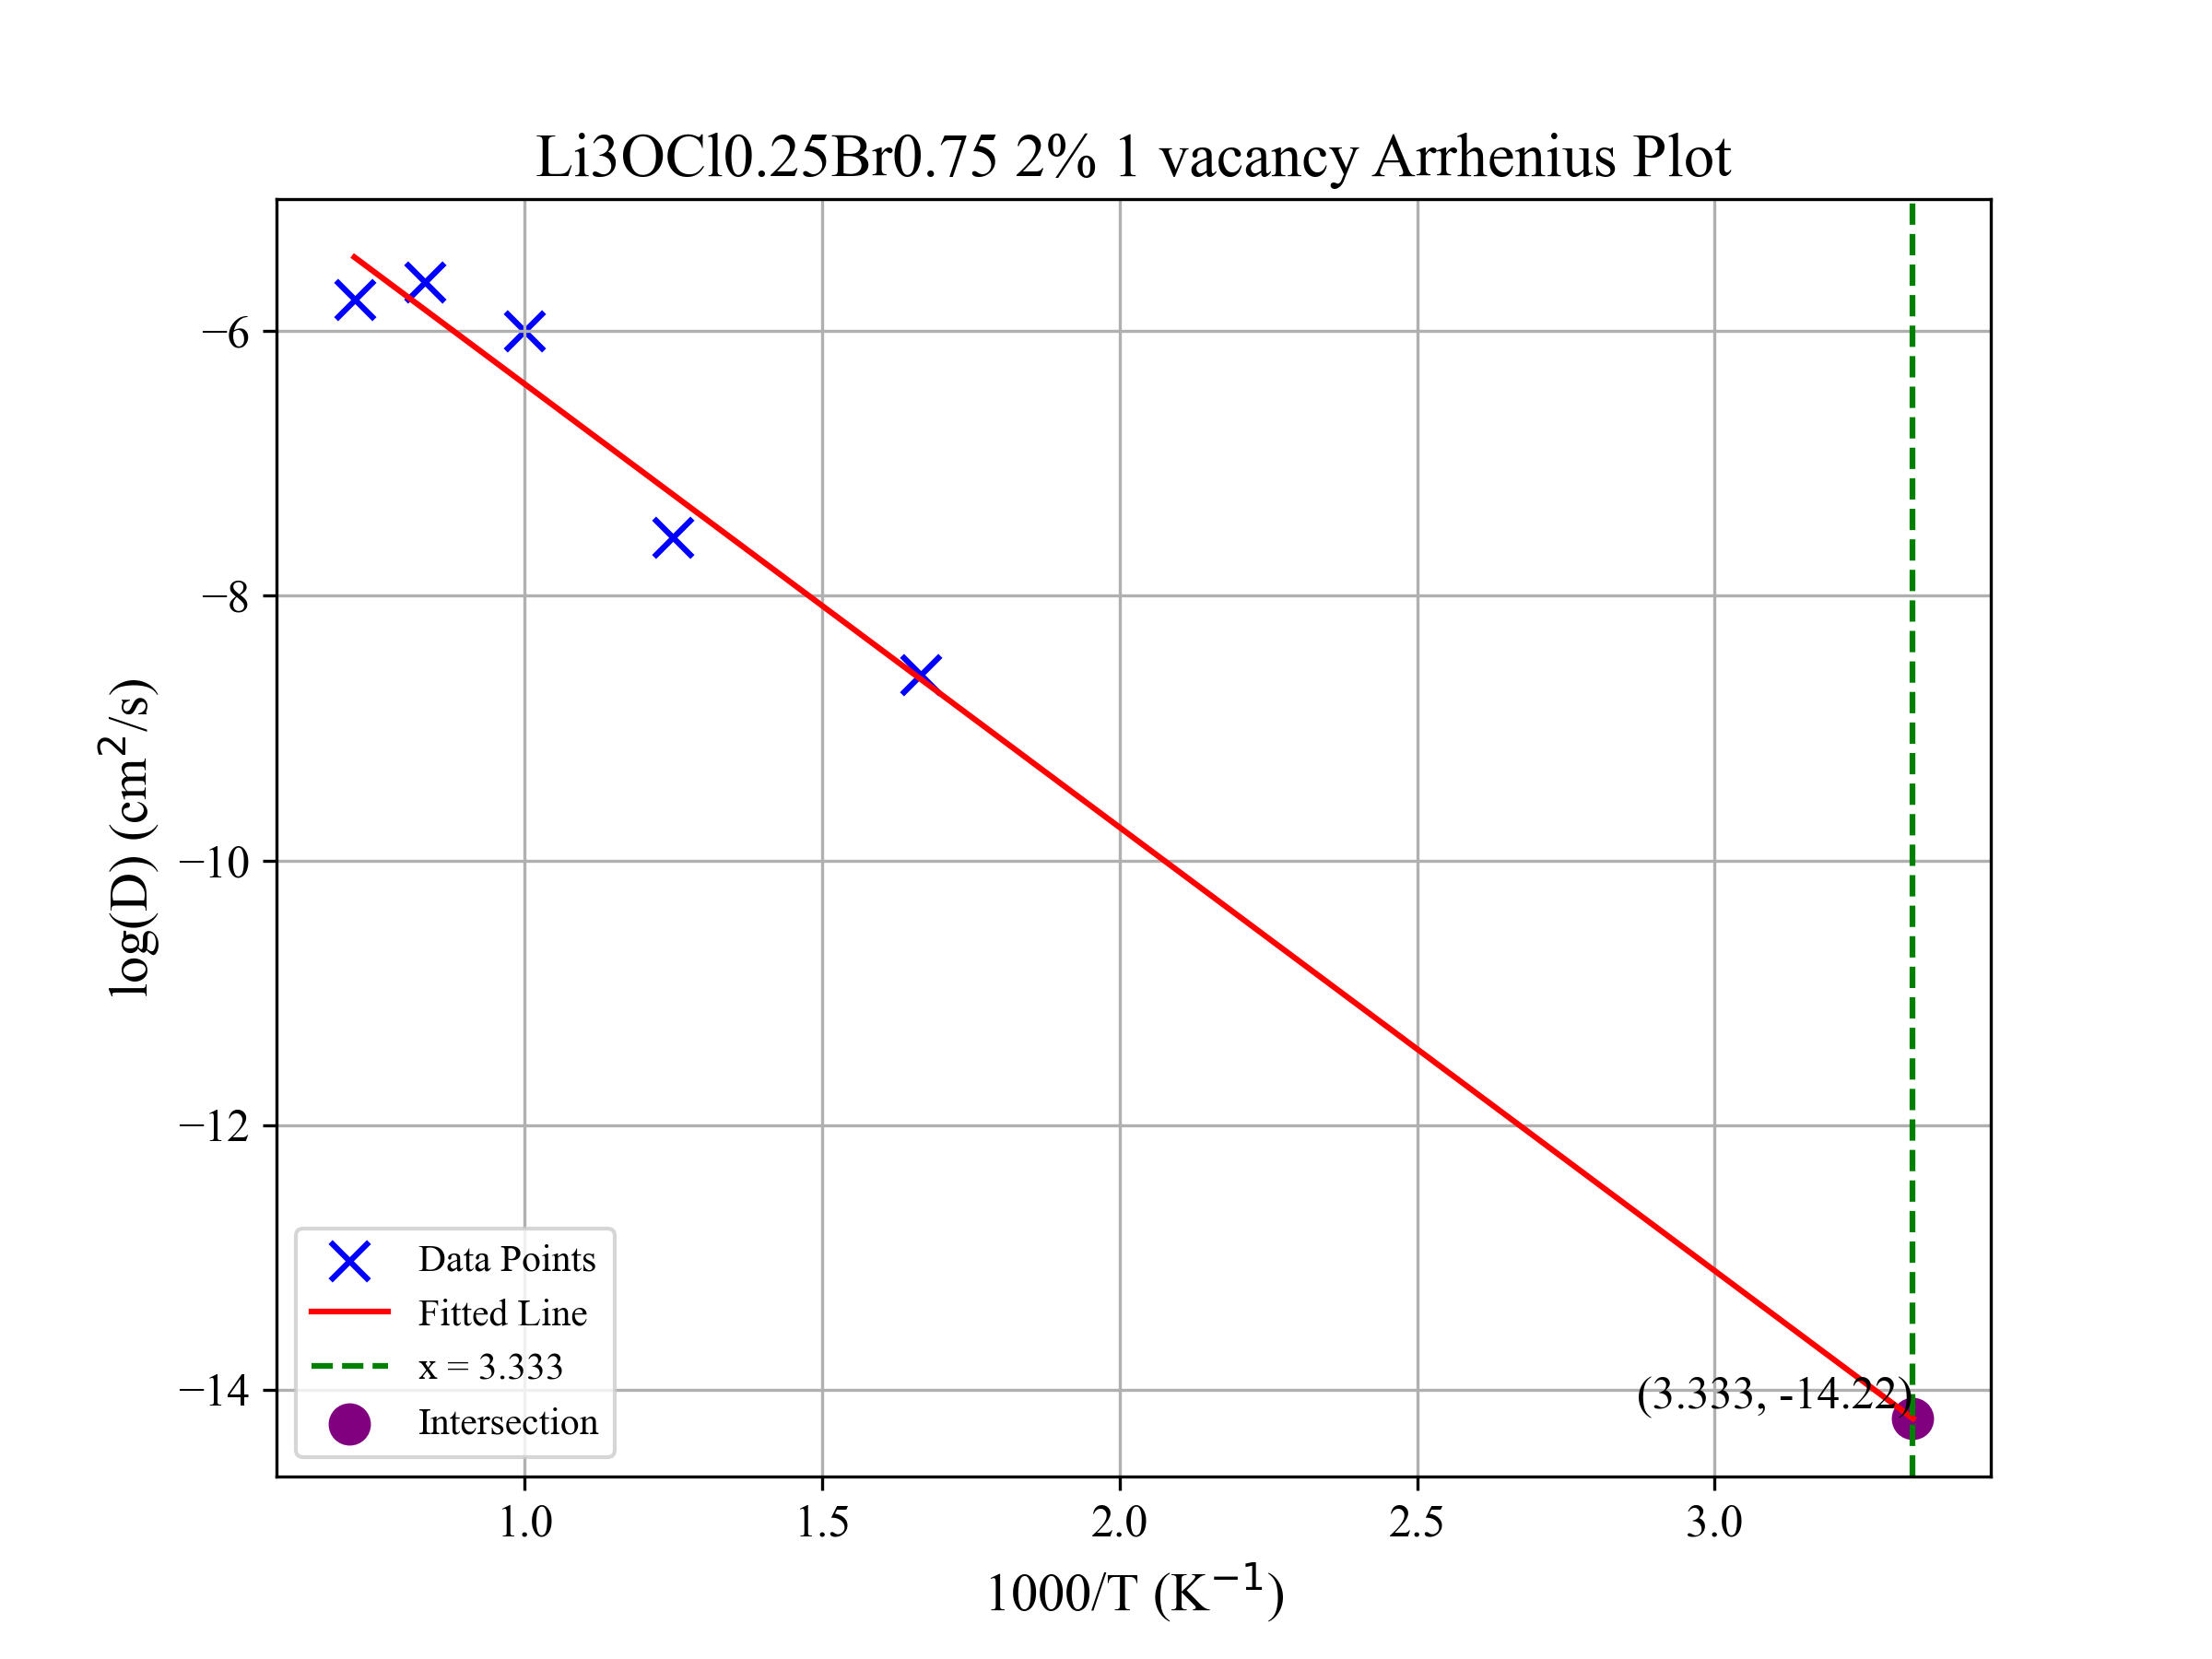 Li3OCl0.25Br0.75 2% 1 vacancy Arrhenius Plot
log(D) (cm²/s)
−6
−8
−10
−12
−14
(3.333, -14.22)
Data Points
Fitted Line
x = 3.333
Intersection
1.0 1.5 2.0 2.5 3.0
1000/T (K⁻¹)